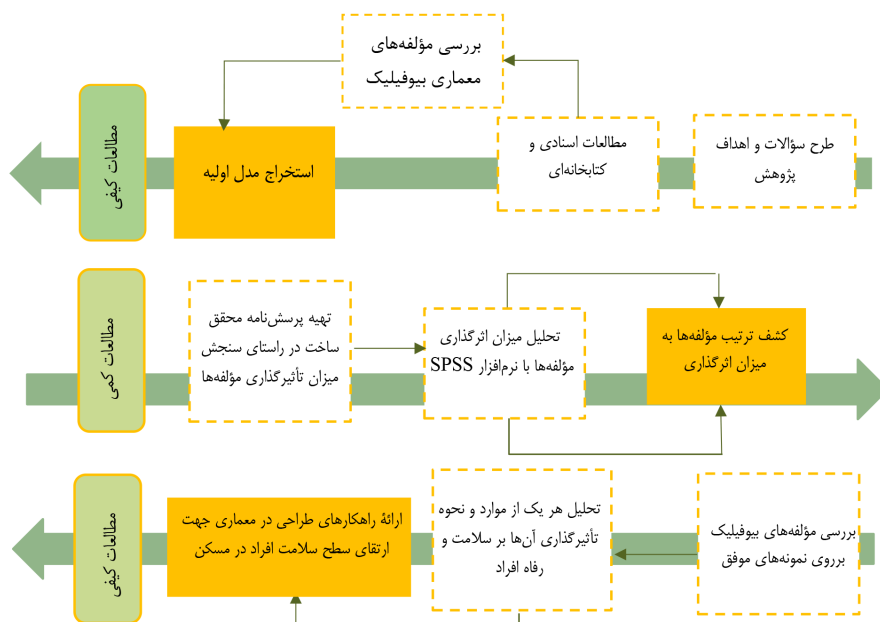 بررسی مؤلفه‌های
معماری بیوفیلیک
طرح سؤالات و اهداف
پژوهش
مطالعات اسنادی و
کتابخانه‌ای
استخراج مدل اولیه
مطالعات کیفی
مطالعات کمی
تهیه پرسش‌نامه محقق
ساخت در راستای سنجش
میزان تأثیرگذاری مؤلفه‌ها
تحلیل میزان اثرگذاری
مؤلفه‌ها با نرم‌افزار SPSS
کشف ترتیب مؤلفه‌ها به
میزان اثرگذاری
بررسی مؤلفه‌های بیوفیلیک
برروی نمونه‌های موفق
تحلیل هر یک از موارد و نحوه
تأثیرگذاری آن‌ها بر سلامت و
رفاه افراد
ارائهٔ راهکارهای طراحی در معماری جهت
ارتقای سطح سلامت افراد در مسکن
مطالعات کیفی